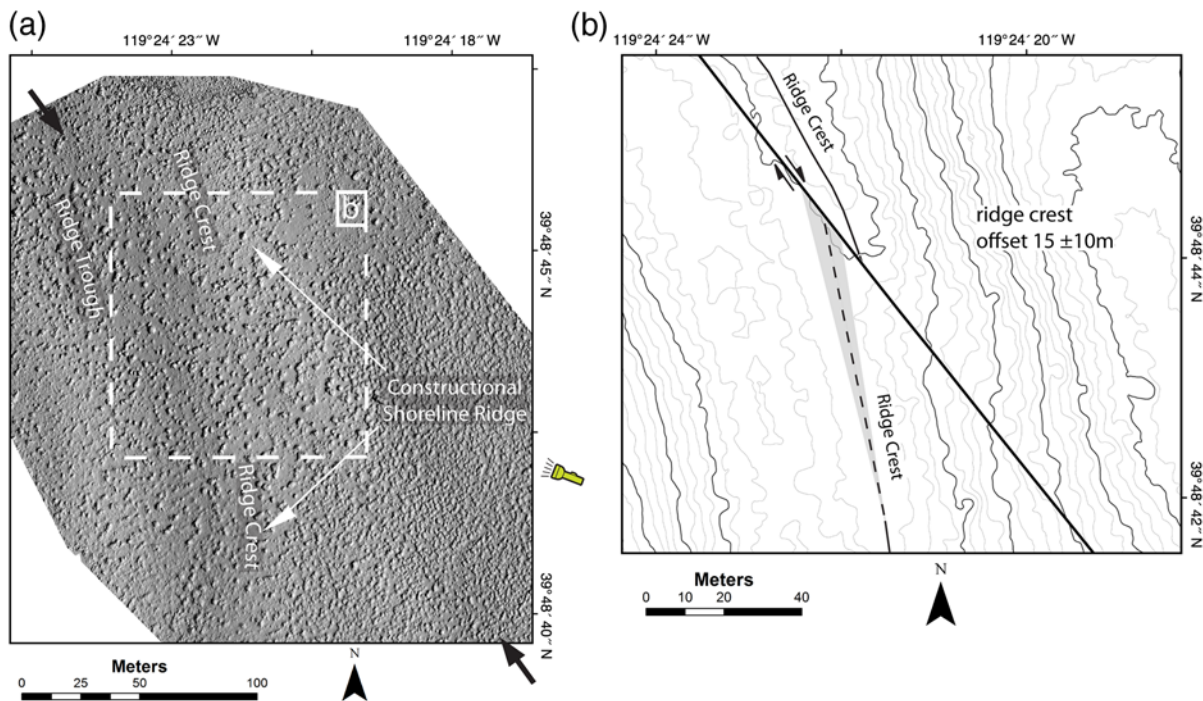 (a)
119°24′23″W
119°24′18″W
Ridge Trough
Ridge Crest
b
39°48′45″N
Constructional
Shoreline Ridge
Ridge Crest
39°48′40″N
Meters
0 25 50 100
N
(b)
119°24′24″W
119°24′20″W
Ridge Crest
ridge crest
offset 15 ±10m
39°48′44″N
Ridge Crest
39°48′42″N
Meters
0 10 20 40
N